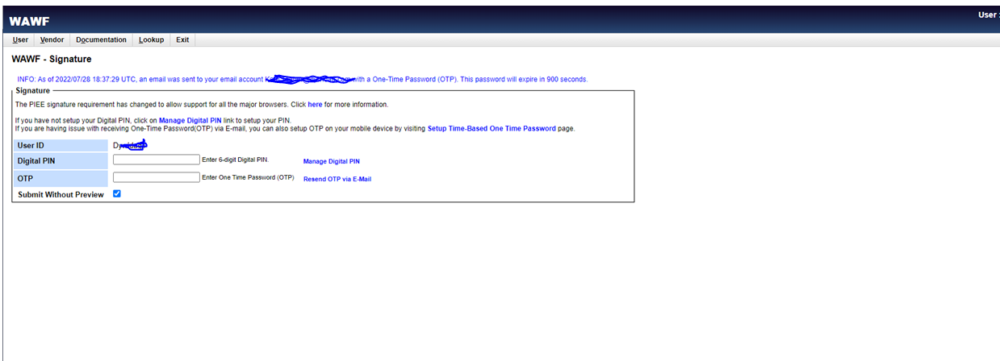 WAWF
User :
User Vendor Documentation Lookup Exit
WAWF - Signature
INFO: As of 2022/07/28 18:37:29 UTC, an email was sent to your email account with a One-Time Password (OTP). This password will expire in 900 seconds.
Signature
The PIEE signature requirement has changed to allow support for all the major browsers. Click here for more information.
If you have not setup your Digital PIN, click on Manage Digital PIN link to setup your PIN.
If you are having issue with receiving One-Time Password(OTP) via E-mail, you can also setup OTP on your mobile device by visiting Setup Time-Based One Time Password page.
User ID
Digital PIN Enter 6-digit Digital PIN. Manage Digital PIN
OTP Enter One Time Password (OTP) Resend OTP via E-Mail
Submit Without Preview